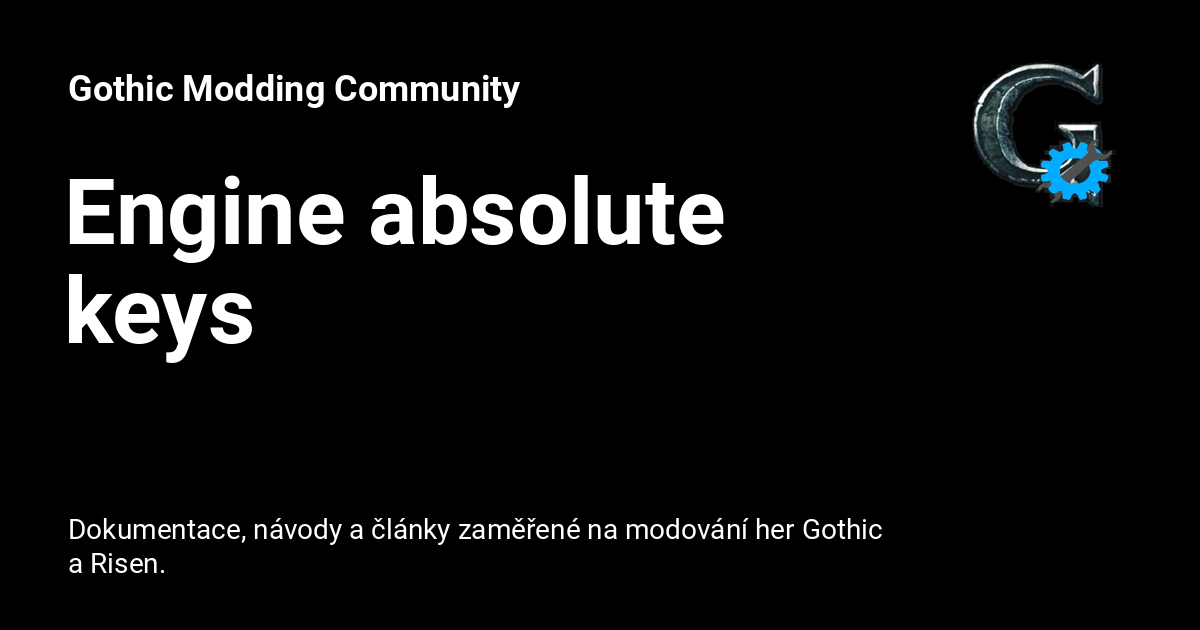 Gothic Modding Community
Engine absolute
keys
Dokumentace, návody a články zaměřené na modování her Gothic
a Risen.